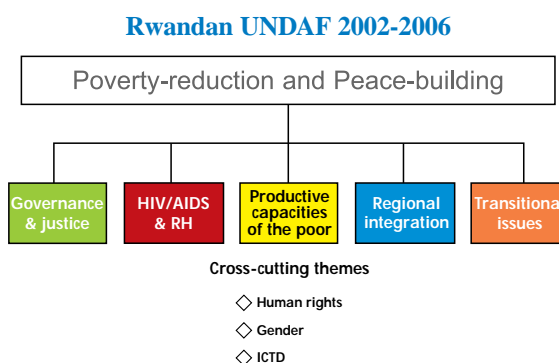 Rwandan UNDAF 2002-2006
Poverty-reduction and Peace-building
Governance
& justice
HIV/AIDS
& RH
Productive
capacities
of the poor
Regional
integration
Transitional
issues
Cross-cutting themes
Human rights
Gender
ICTD